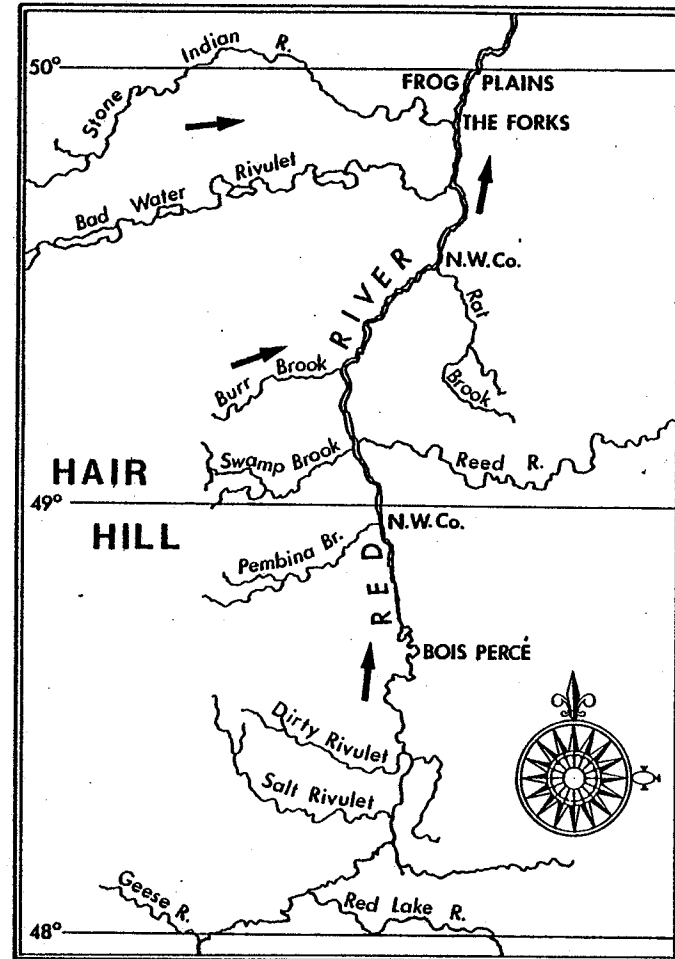 Stone Indian R.
50°
FROG PLAINS
THE FORKS
Bad Water Rivulet
N.W.Co.
RED RIVER
Rat Brook
Burr Brook
Swamp Brook
Reed R.
HAIR HILL
49°
N.W.Co.
Pembina Br.
BOIS PERCÉ
Dirty Rivulet
Salt Rivulet
Geese R.
Red Lake R.
48°